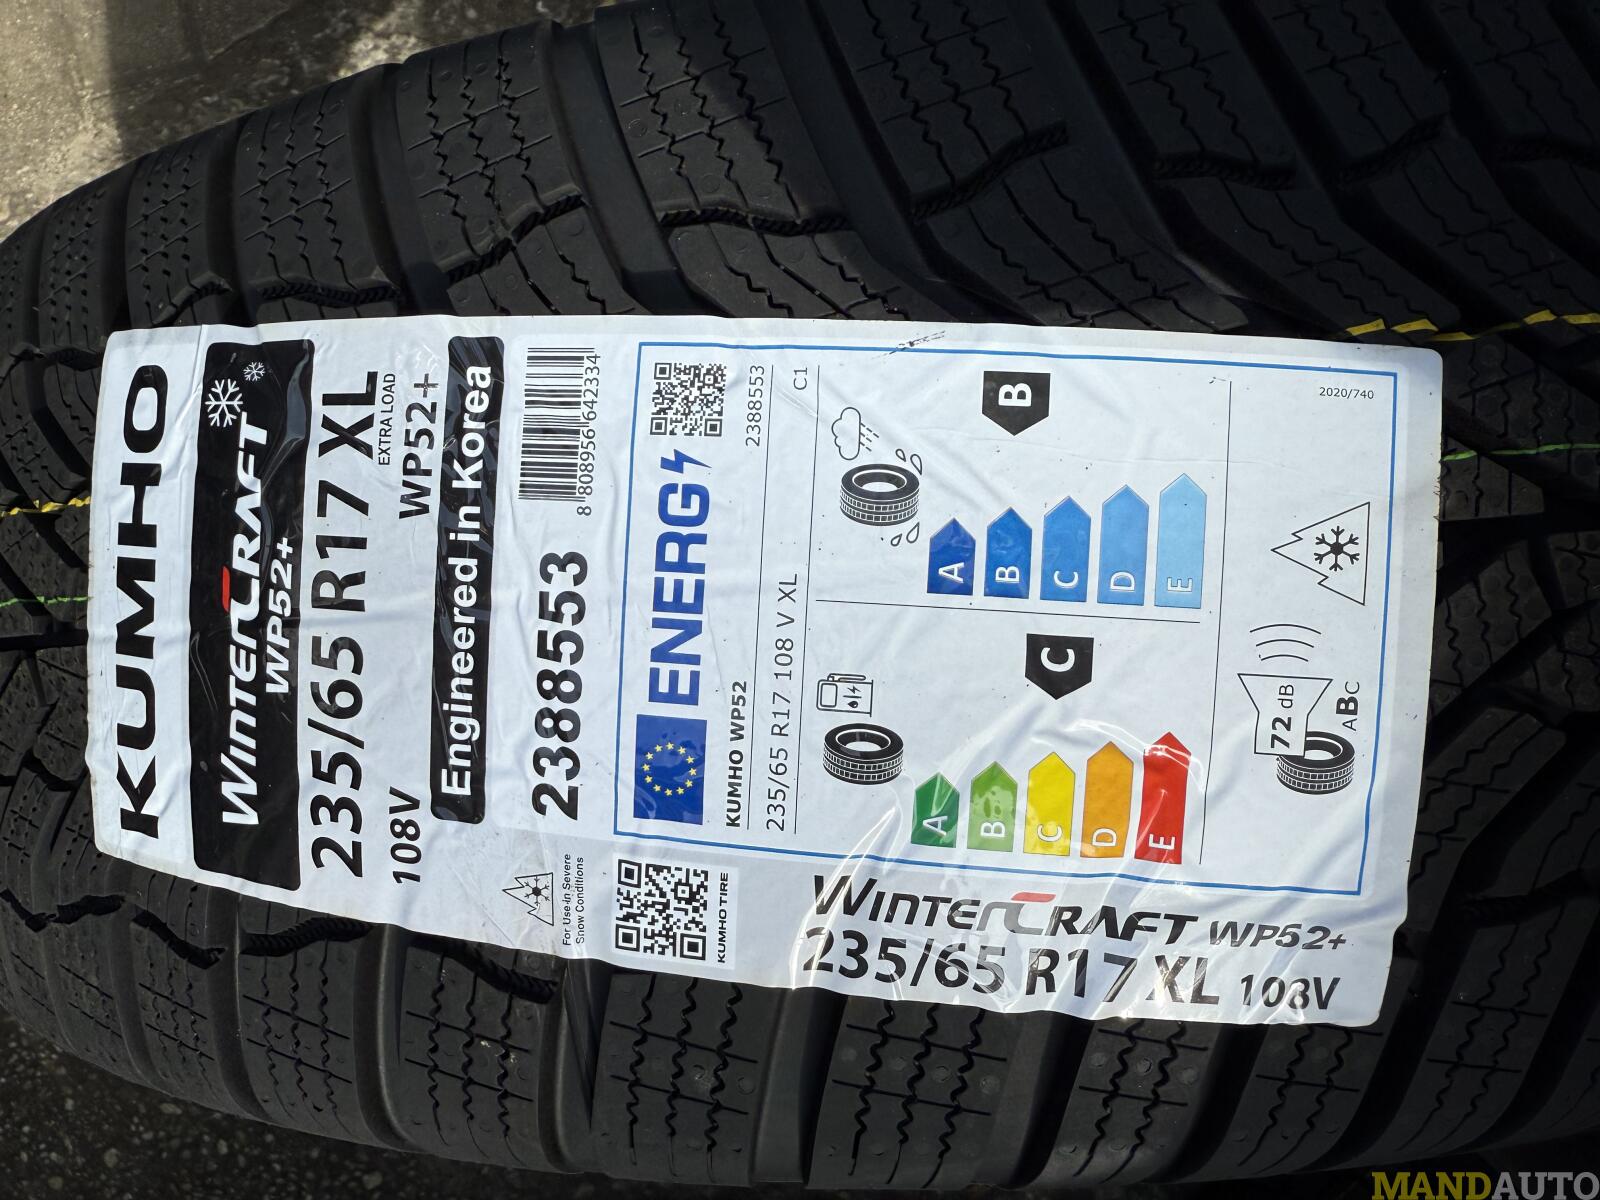 KUMHO
WINTERCRAFT
WP52+
235/65 R17 XL
EXTRA LOAD
108V
WP52+
Engineered in Korea
8 808956 642334
2388553
For Use in Severe
Snow Conditions
KUMHO TIRE
ENERG
KUMHO WP52
2388553
235/65 R17 108 V XL
C1
A
B
C
D
E
C
A
B
C
D
E
B
72 dB
ABC
2020/740
WINTERCRAFT WP52+
235/65 R17 XL 108V
MANDAUTO